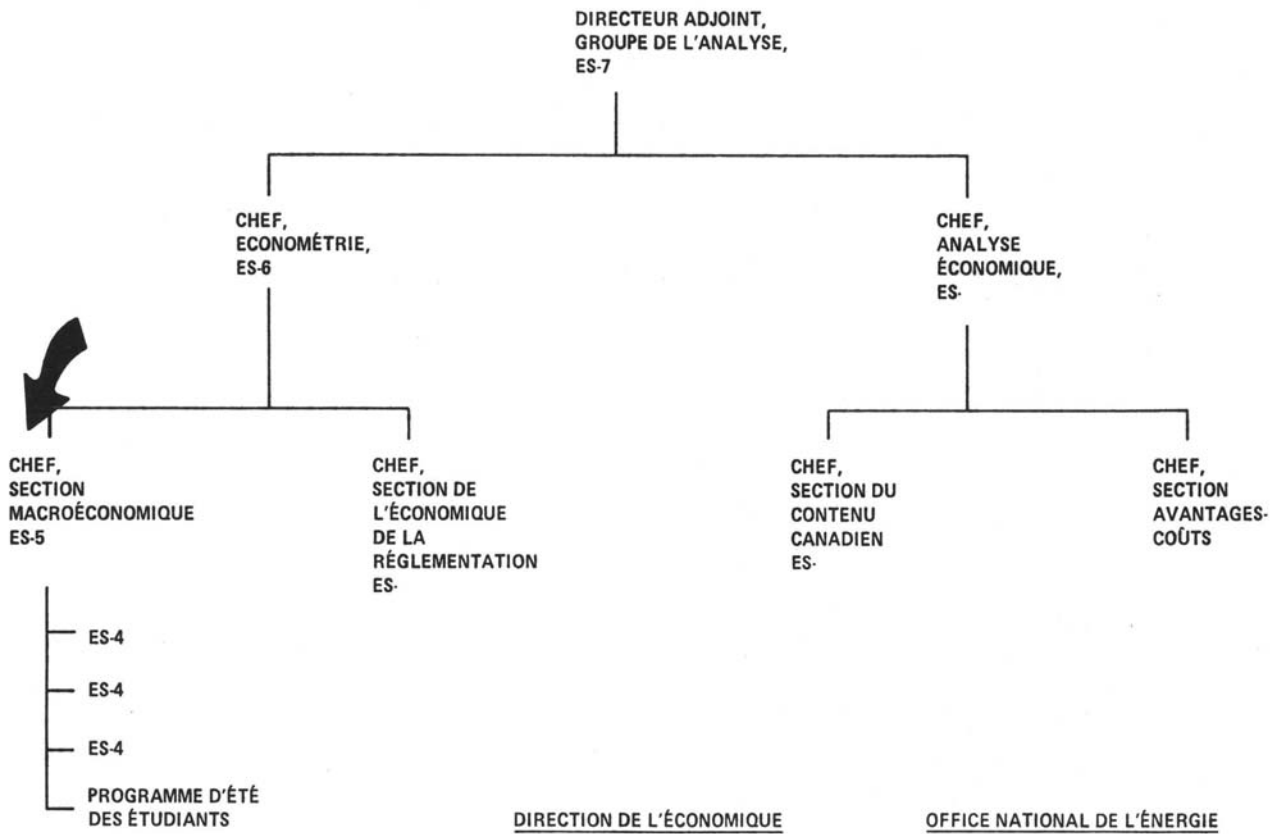 DIRECTEUR ADJOINT,
GROUPE DE L'ANALYSE,
ES-7
CHEF,
ECONOMÉTRIE,
ES-6
CHEF,
ANALYSE
ÉCONOMIQUE,
ES-
CHEF,
SECTION
MACROÉCONOMIQUE
ES-5
CHEF,
SECTION DE
L'ÉCONOMIQUE
DE LA
RÉGLEMENTATION
ES-
CHEF,
SECTION DU
CONTENU
CANADIEN
ES-
CHEF,
SECTION
AVANTAGES-
COÛTS
ES-4
ES-4
ES-4
PROGRAMME D'ÉTÉ
DES ÉTUDIANTS
DIRECTION DE L'ÉCONOMIQUE
OFFICE NATIONAL DE L'ÉNERGIE